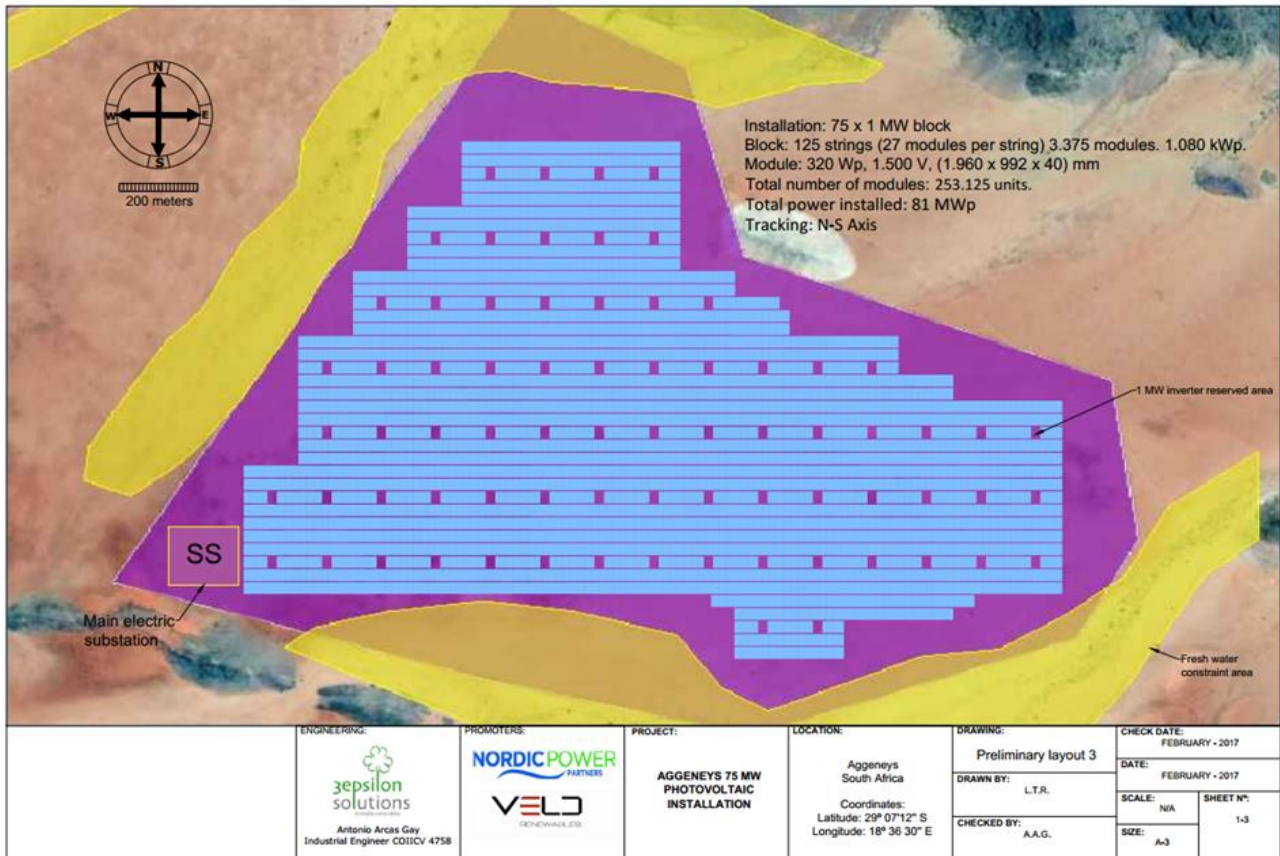 N
W
E
S
200 meters
Installation: 75 x 1 MW block
Block: 125 strings (27 modules per string) 3.375 modules. 1.080 kWp.
Module: 320 Wp, 1.500 V, (1.960 x 992 x 40) mm
Total number of modules: 253.125 units.
Total power installed: 81 MWp
Tracking: N-S Axis
1 MW inverter reserved area
SS
Main electric
substation
Fresh water
constraint area
ENGINEERING:
3epsilon
solutions
Antonio Arcas Gay
Industrial Engineer COIICV 4758
PROMOTERS:
NORDIC POWER
PARTNERS
VELD
RENEWABLES
PROJECT:
AGGENEYS 75 MW
PHOTOVOLTAIC
INSTALLATION
LOCATION:
Aggeneys
South Africa
Coordinates:
Latitude: 29º 07'12" S
Longitude: 18º 36 30" E
DRAWING:
Preliminary layout 3
DRAWN BY:
L.T.R.
CHECKED BY:
A.A.G.
CHECK DATE:
FEBRUARY - 2017
DATE:
FEBRUARY - 2017
SCALE:
N/A
SIZE:
A-3
SHEET Nº:
1-3